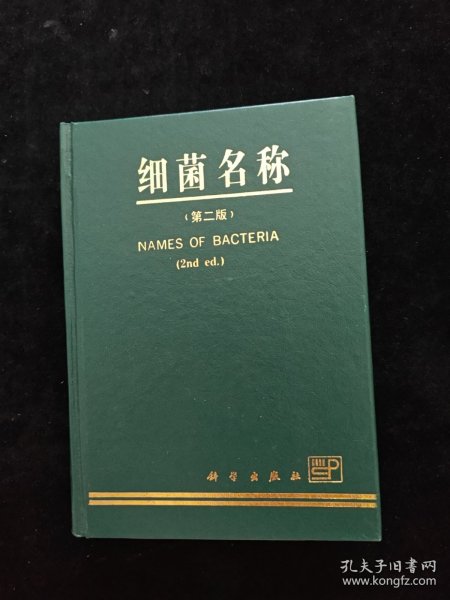 细菌名称
(第二版)
NAMES OF BACTERIA
(2nd ed.)
科学出版社
SP
孔夫子旧书网
www.kongfz.com